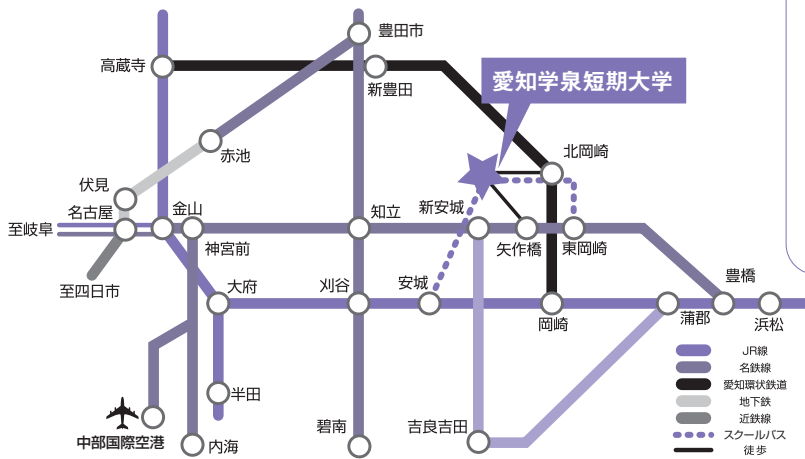 豊田市
高蔵寺
新豊田
愛知学泉短期大学
赤池
北岡崎
伏見
名古屋
金山
知立
新安城
至岐阜
神宮前
矢作橋
東岡崎
至四日市
大府
刈谷
安城
豊橋
岡崎
蒲郡
浜松
半田
碧南
吉良吉田
中部国際空港
内海
JR線
名鉄線
愛知環状鉄道
地下鉄
近鉄線
スクールバス
徒歩